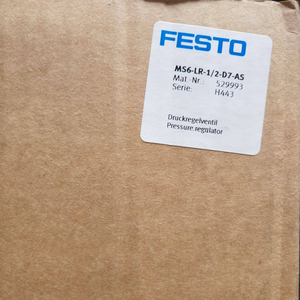 FESTO
MS6-LR-1/2-D7-AS
Mat.-Nr.: 529993
Serie: H443
Druckregelventil
Pressure regulator